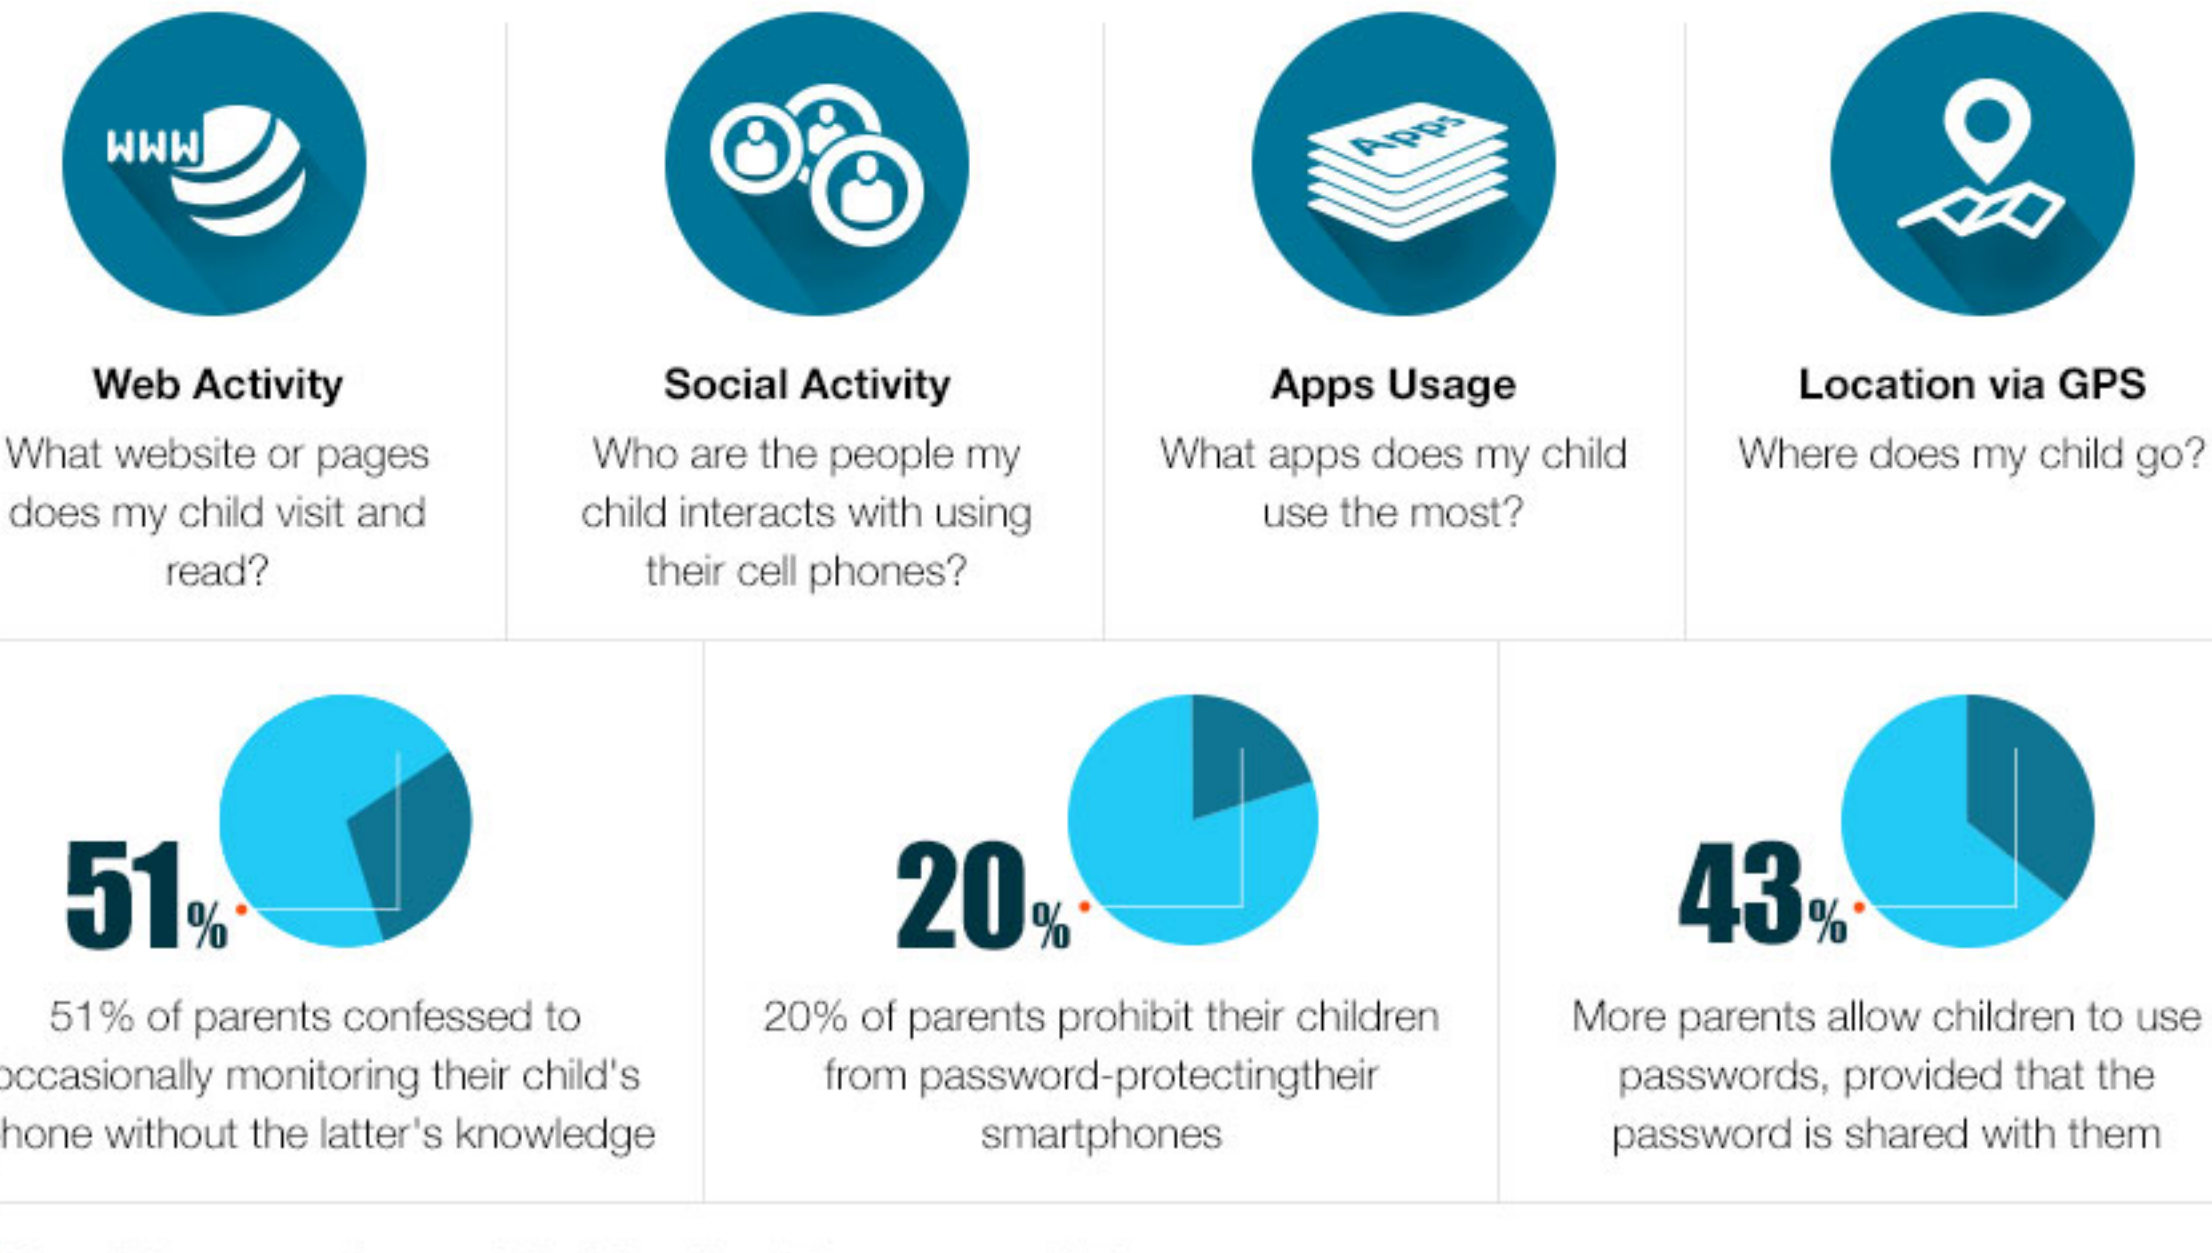 www
Apps
Web Activity
What website or pages
does my child visit and
read?
Social Activity
Who are the people my
child interacts with using
their cell phones?
Apps Usage
What apps does my child
use the most?
Location via GPS
Where does my child go?
51%
51% of parents confessed to
occasionally monitoring their child's
hone without the latter's knowledge
20%
20% of parents prohibit their children
from password-protectingtheir
smartphones
43%
More parents allow children to use
passwords, provided that the
password is shared with them